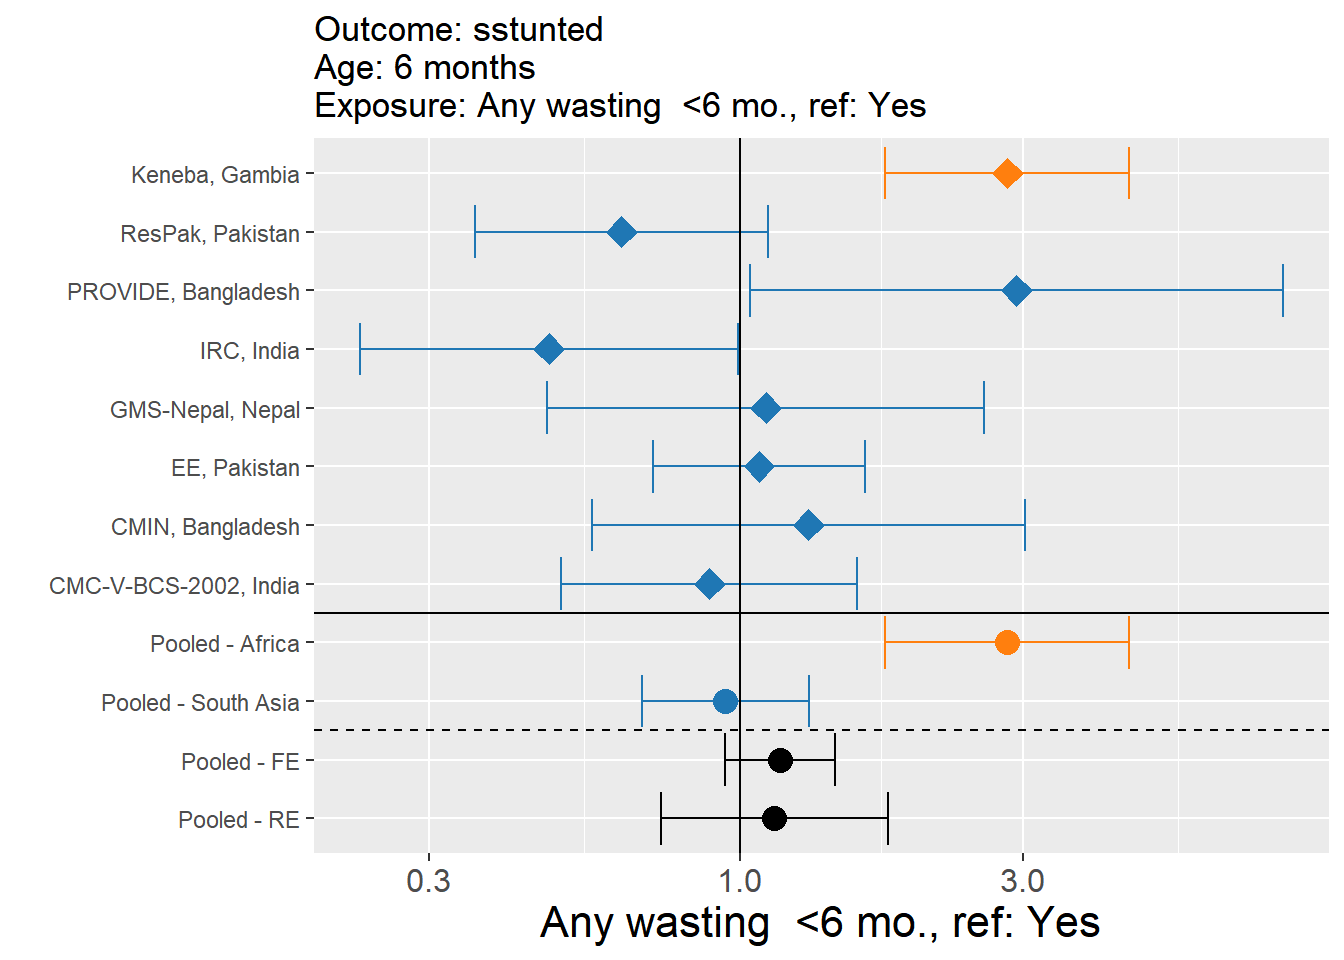 Outcome: sstunted
Age: 6 months
Exposure: Any wasting  <6 mo., ref: Yes
Keneba, Gambia
ResPak, Pakistan
PROVIDE, Bangladesh
IRC, India
GMS-Nepal, Nepal
EE, Pakistan
CMIN, Bangladesh
CMC-V-BCS-2002, India
Pooled - Africa
Pooled - South Asia
Pooled - FE
Pooled - RE
0.3 1.0 3.0
Any wasting  <6 mo., ref: Yes